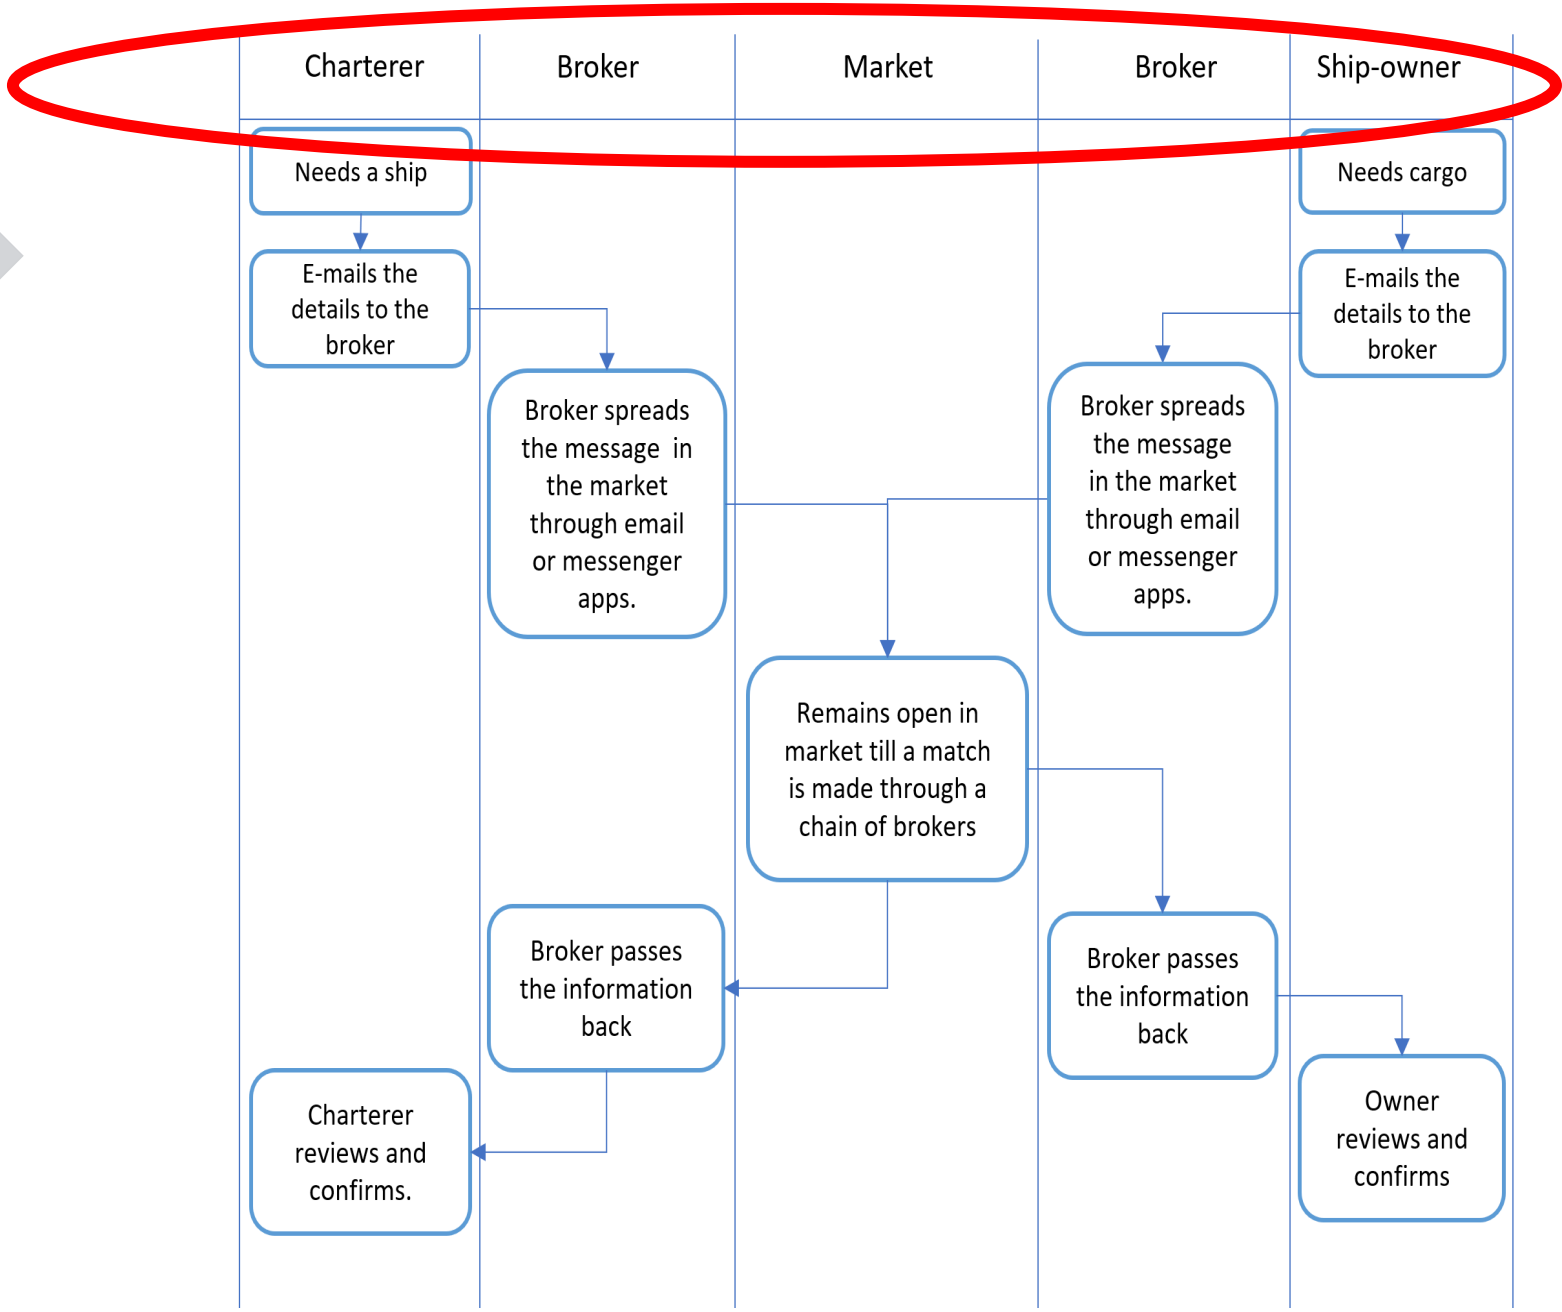 Charterer
Broker
Market
Broker
Ship-owner
Needs a ship
Needs cargo
E-mails the
details to the
broker
E-mails the
details to the
broker
Broker spreads
the message in
the market
through email
or messenger
apps.
Broker spreads
the message
in the market
through email
or messenger
apps.
Remains open in
market till a match
is made through a
chain of brokers
Broker passes
the information
back
Broker passes
the information
back
Charterer
reviews and
confirms.
Owner
reviews and
confirms